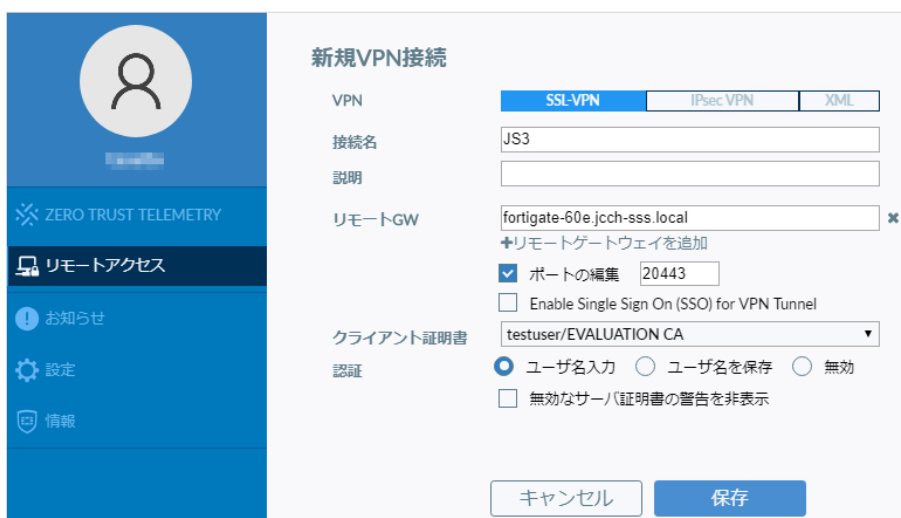 新規VPN接続
VPN SSL-VPN IPsec VPN XML
接続名 JS3
説明
ZERO TRUST TELEMETRY
リモートGW fortigate-60e.jcch-sss.local
+リモートゲートウェイを追加
リモートアクセス
ポートの編集 20443
Enable Single Sign On (SSO) for VPN Tunnel
お知らせ
クライアント証明書 testuser/EVALUATION CA
認証 ユーザ名入力 ユーザ名を保存 無効
設定
無効なサーバ証明書の警告を非表示
情報
キャンセル 保存